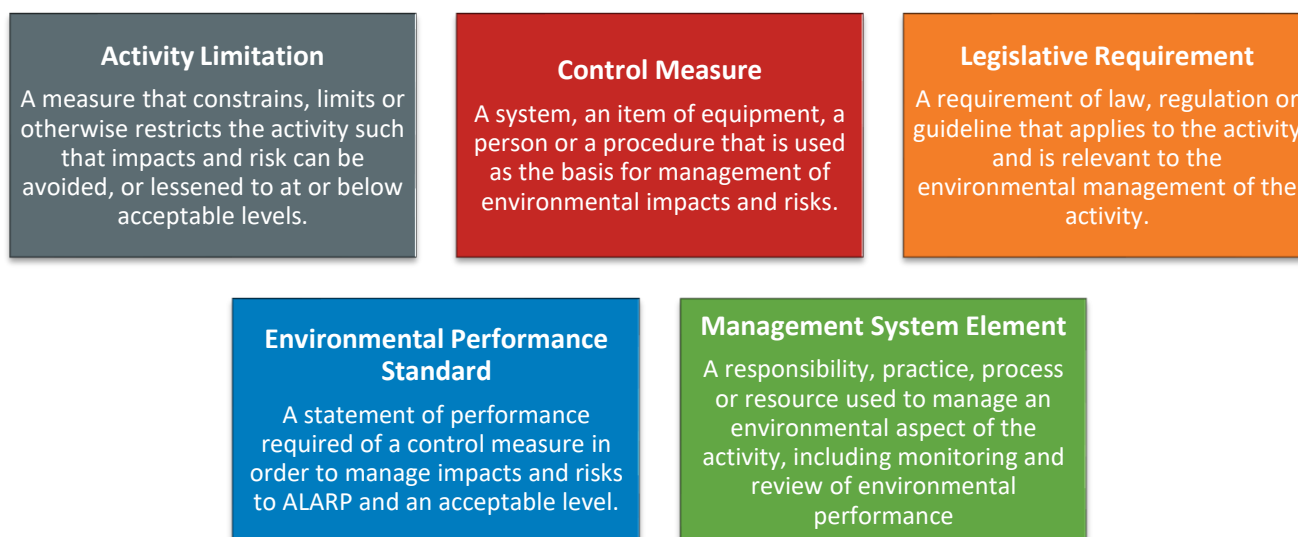 Activity Limitation
A measure that constrains, limits or
otherwise restricts the activity such
that impacts and risk can be
avoided, or lessened to at or below
acceptable levels.
Control Measure
A system, an item of equipment, a
person or a procedure that is used
as the basis for management of
environmental impacts and risks.
Legislative Requirement
A requirement of law, regulation or
guideline that applies to the activity
and is relevant to the
environmental management of the
activity.
Environmental Performance
Standard
A statement of performance
required of a control measure in
order to manage impacts and risks
to ALARP and an acceptable level.
Management System Element
A responsibility, practice, process
or resource used to manage an
environmental aspect of the
activity, including monitoring and
review of environmental
performance